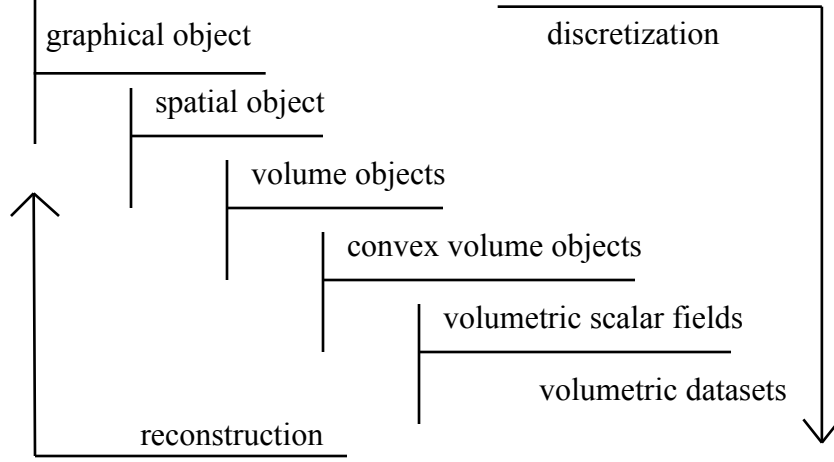 graphical object
discretization
spatial object
volume objects
convex volume objects
volumetric scalar fields
volumetric datasets
reconstruction